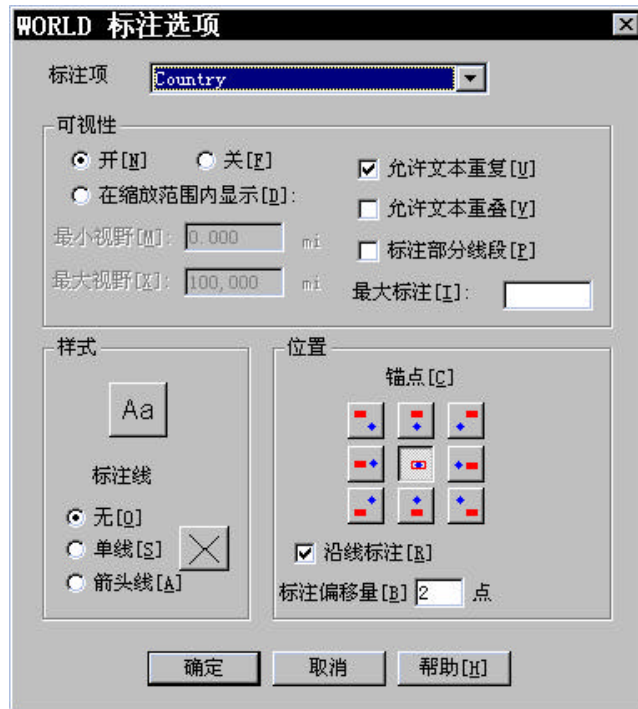 WORLD 标注选项
标注项 Country
可视性
开[N] 关[F]
允许文本重复[U]
在缩放范围内显示[D]:
允许文本重叠[V]
最小视野[M]: 0.000 mi
标注部分线段[P]
最大视野[X]: 100,000 mi
最大标注[I]:
样式
位置
锚点[C]
Aa
标注线
无[O]
单线[S]
沿线标注[R]
箭头线[A]
标注偏移量[B] 2 点
确定 取消 帮助[H]